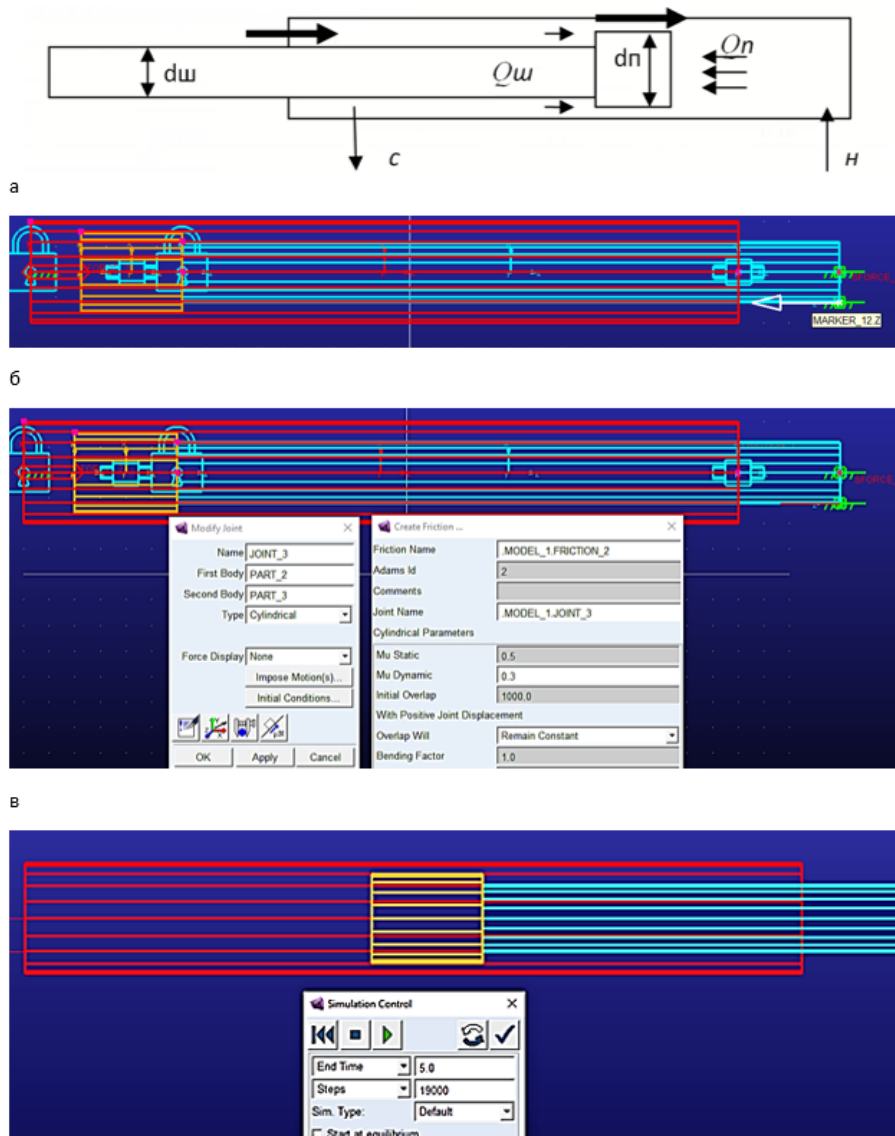 dш
Qш
dп
Qп
с
н
а
MARKER_12.Z
б
Modify Joint
Name JOINT_3
First Body PART_2
Second Body PART_3
Type Cylindrical
Force Display None
Impose Motion(s)...
Initial Conditions...
OK Apply Cancel
Create Friction ...
Friction Name .MODEL_1.FRICTION_2
Adams Id 2
Comments
Joint Name .MODEL_1.JOINT_3
Cylindrical Parameters
Mu Static 0.5
Mu Dynamic 0.3
Initial Overlap 1000.0
With Positive Joint Displacement
Overlap Will Remain Constant
Bending Factor 1.0
в
Simulation Control
End Time 5.0
Steps 19000
Sim. Type: Default
Start at equilibrium